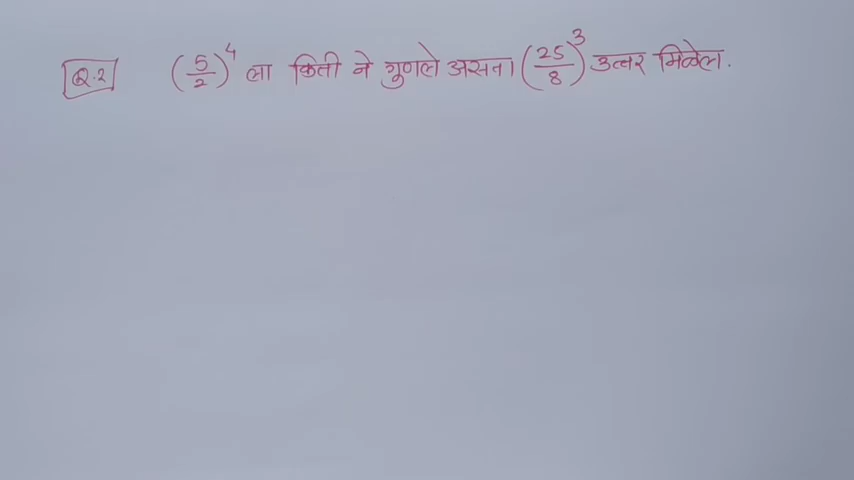 Q.2 (5/2)^4 ला किती ने गुणले असता (25/8)^3 उत्तर मिळेल.